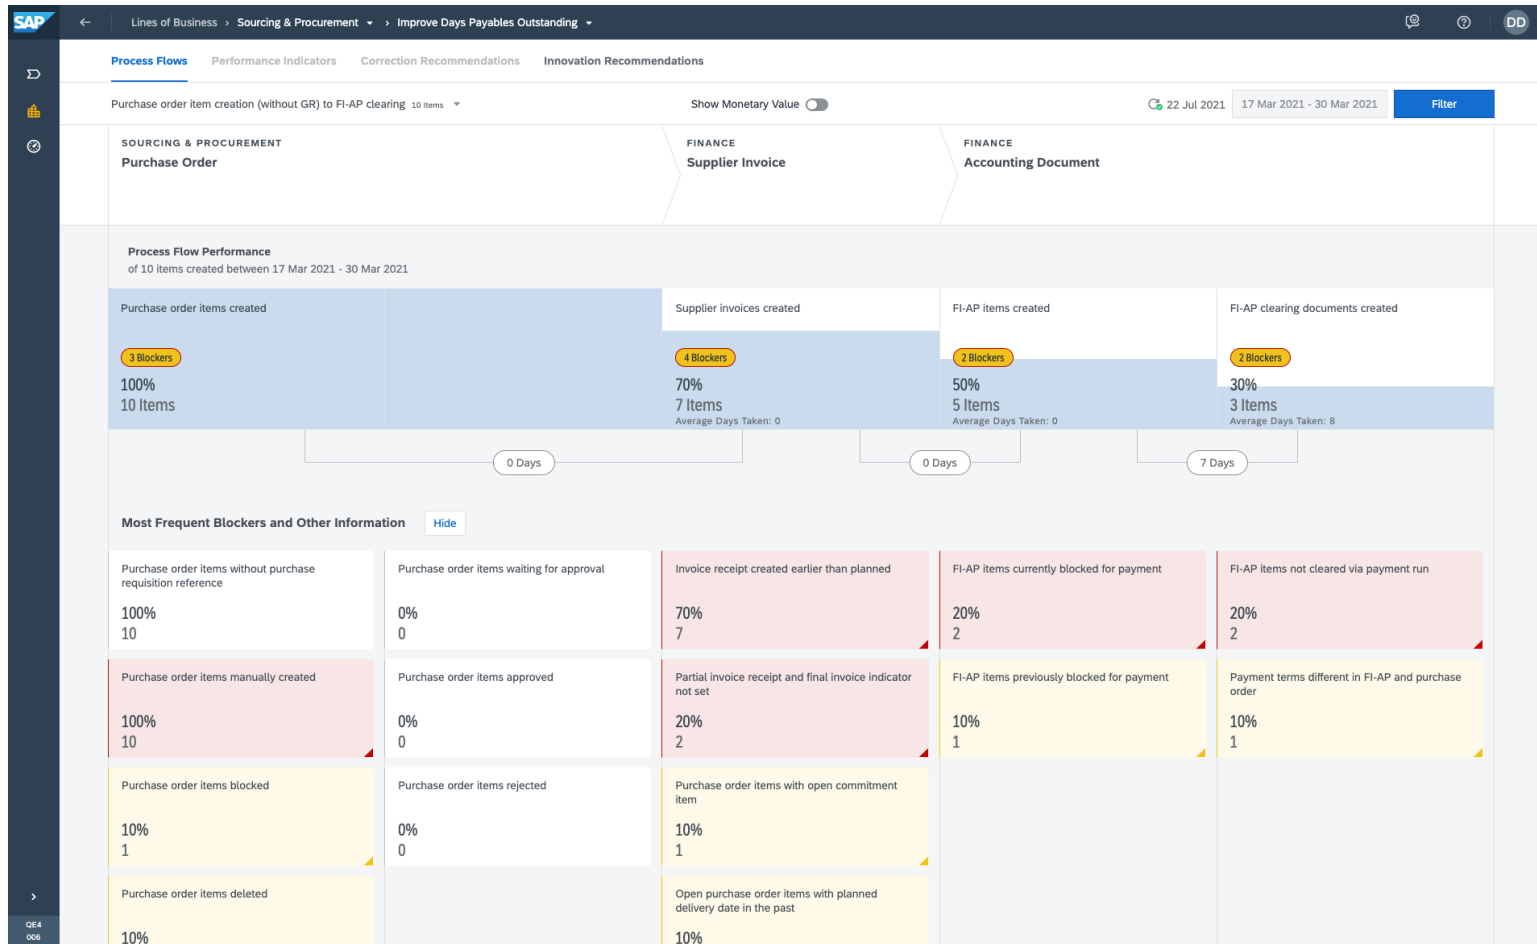 SAP
Lines of Business › Sourcing & Procurement › Improve Days Payables Outstanding
DD
Process Flows Performance Indicators Correction Recommendations Innovation Recommendations
Purchase order item creation (without GR) to FI-AP clearing 10 Items
Show Monetary Value
22 Jul 2021
17 Mar 2021 - 30 Mar 2021
Filter
SOURCING & PROCUREMENT
Purchase Order
FINANCE
Supplier Invoice
FINANCE
Accounting Document
Process Flow Performance
of 10 items created between 17 Mar 2021 - 30 Mar 2021
Purchase order items created
3 Blockers
100%
10 Items
Supplier invoices created
4 Blockers
70%
7 Items
Average Days Taken: 0
FI-AP items created
2 Blockers
50%
5 Items
Average Days Taken: 0
FI-AP clearing documents created
2 Blockers
30%
3 Items
Average Days Taken: 8
0 Days
0 Days
7 Days
Most Frequent Blockers and Other Information
Hide
Purchase order items without purchase
requisition reference
100%
10
Purchase order items waiting for approval
0%
0
Invoice receipt created earlier than planned
70%
7
FI-AP items currently blocked for payment
20%
2
FI-AP items not cleared via payment run
20%
2
Purchase order items manually created
100%
10
Purchase order items approved
0%
0
Partial invoice receipt and final invoice indicator
not set
20%
2
FI-AP items previously blocked for payment
10%
1
Payment terms different in FI-AP and purchase
order
10%
1
Purchase order items blocked
10%
1
Purchase order items rejected
0%
0
Purchase order items with open commitment
item
10%
1
Purchase order items deleted
10%
Open purchase order items with planned
delivery date in the past
10%
QE4
006